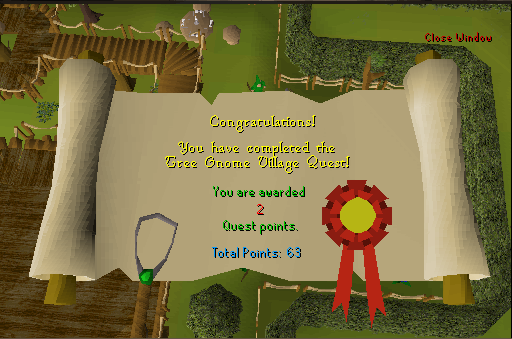 Close Window
Congratulations!
You have completed the
Tree Gnome Village Quest!
You are awarded
2
Quest points.
Total Points: 63